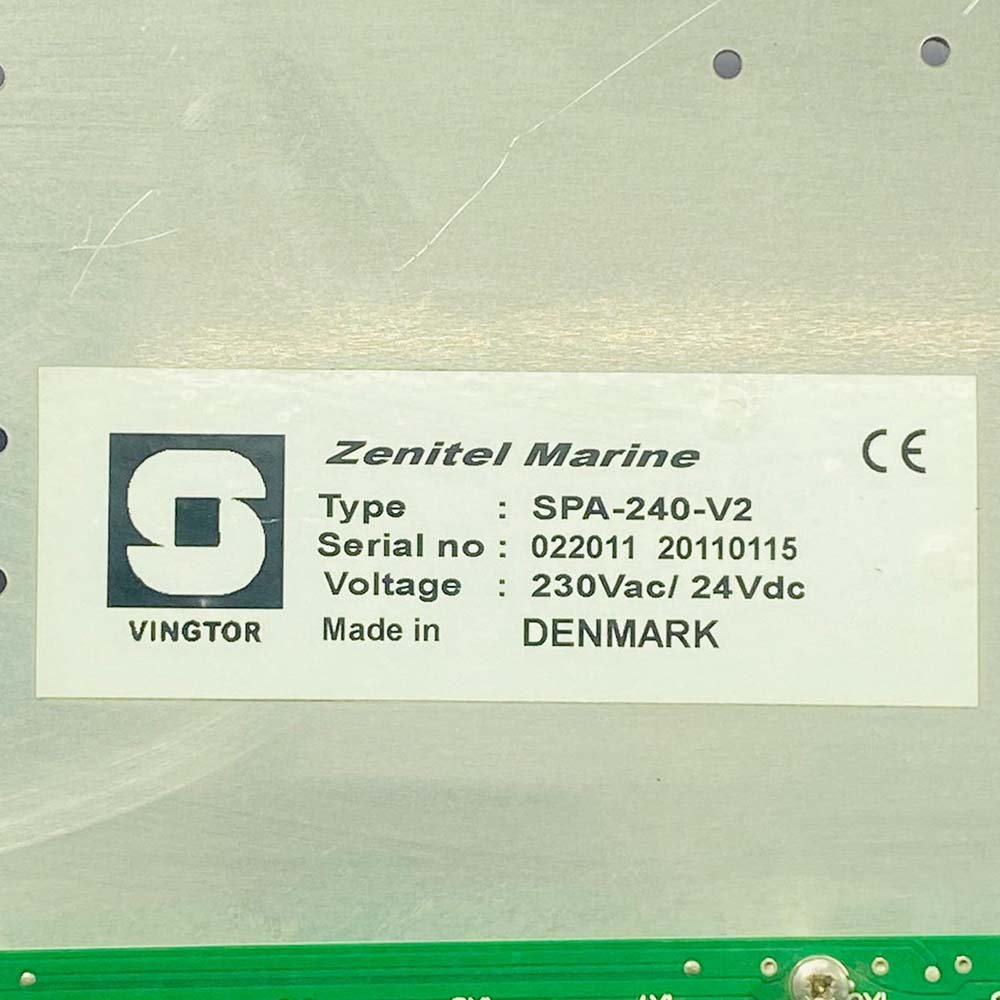 Zenitel Marine
CE
Type : SPA-240-V2
Serial no : 022011 20110115
Voltage : 230Vac/ 24Vdc
Made in DENMARK
VINGTOR